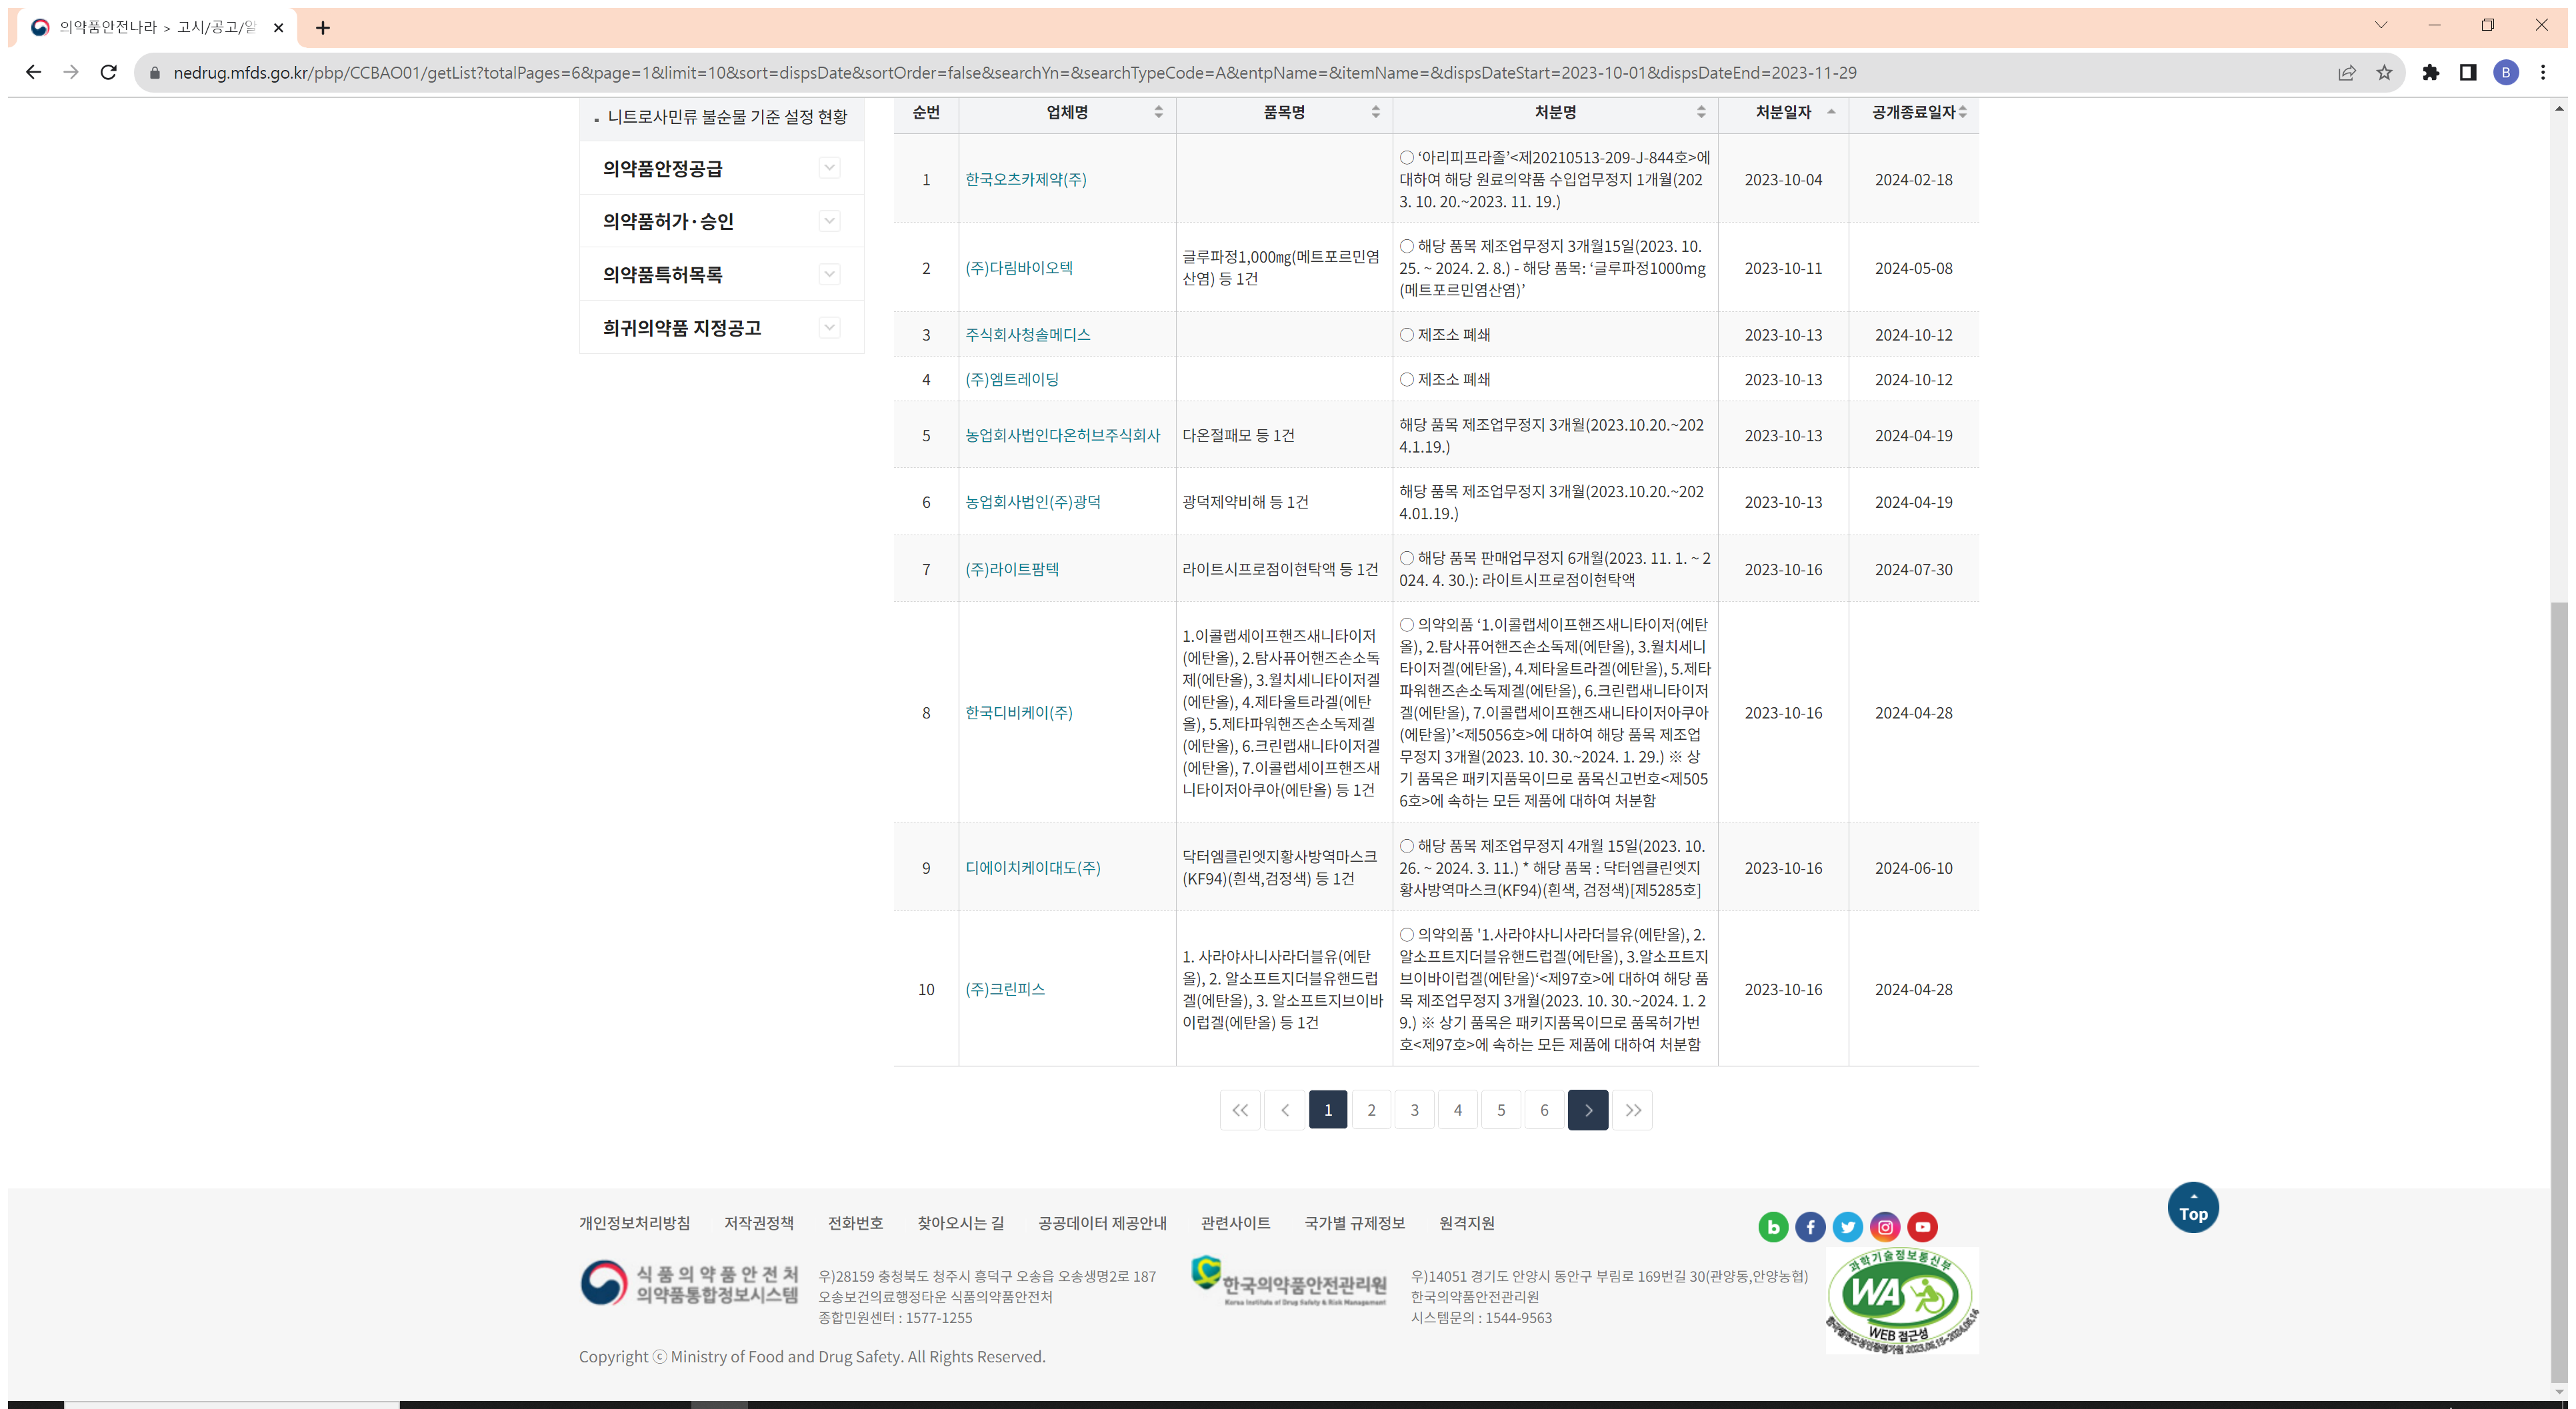 의약품안전나라 > 고시/공고/알
nedrug.mfds.go.kr/pbp/CCBAO01/getList?totalPages=6&page=1&limit=10&sort=dispsDate&sortOrder=false&searchYn=&searchTypeCode=A&entpName=&itemName=&dispsDateStart=2023-10-01&dispsDateEnd=2023-11-29
B
니트로사민류 불순물 기준 설정 현황
의약품안정공급
의약품허가·승인
의약품특허목록
희귀의약품 지정공고
순번 업체명 품목명 처분명 처분일자 공개종료일자
1 한국오츠카제약(주)
○ ‘아리피프라졸’<제20210513-209-J-844호>에
대하여 해당 원료의약품 수입업무정지 1개월(202
3. 10. 20.~2023. 11. 19.)
2023-10-04 2024-02-18
2 (주)다림바이오텍
글루파정1,000㎎(메트포르민염
산염) 등 1건
○ 해당 품목 제조업무정지 3개월15일(2023. 10.
25. ~ 2024. 2. 8.) - 해당 품목: ‘글루파정1000mg
(메트포르민염산염)’
2023-10-11 2024-05-08
3 주식회사청솔메디스 ○ 제조소 폐쇄 2023-10-13 2024-10-12
4 (주)엠트레이딩 ○ 제조소 폐쇄 2023-10-13 2024-10-12
5 농업회사법인다온허브주식회사 다온절패모 등 1건
해당 품목 제조업무정지 3개월(2023.10.20.~202
4.1.19.)
2023-10-13 2024-04-19
6 농업회사법인(주)광덕 광덕제약비해 등 1건
해당 품목 제조업무정지 3개월(2023.10.20.~202
4.01.19.)
2023-10-13 2024-04-19
7 (주)라이트팜텍 라이트시프로점이현탁액 등 1건
○ 해당 품목 판매업무정지 6개월(2023. 11. 1. ~ 2
024. 4. 30.): 라이트시프로점이현탁액
2023-10-16 2024-07-30
8 한국디비케이(주)
1.이콜랩세이프핸즈새니타이저
(에탄올), 2.탐사퓨어핸즈손소독
제(에탄올), 3.월치세니타이저겔
(에탄올), 4.제타울트라겔(에탄
올), 5.제타파워핸즈손소독제겔
(에탄올), 6.크린랩새니타이저겔
(에탄올), 7.이콜랩세이프핸즈새
니타이저아쿠아(에탄올) 등 1건
○ 의약외품 ‘1.이콜랩세이프핸즈새니타이저(에탄
올), 2.탐사퓨어핸즈손소독제(에탄올), 3.월치세니
타이저겔(에탄올), 4.제타울트라겔(에탄올), 5.제타
파워핸즈손소독제겔(에탄올), 6.크린랩새니타이저
겔(에탄올), 7.이콜랩세이프핸즈새니타이저아쿠아
(에탄올)’<제5056호>에 대하여 해당 품목 제조업
무정지 3개월(2023. 10. 30.~2024. 1. 29.) ※ 상
기 품목은 패키지품목이므로 품목신고번호<제505
6호>에 속하는 모든 제품에 대하여 처분함
2023-10-16 2024-04-28
9 디에이치케이대도(주)
닥터엠클린엣지황사방역마스크
(KF94)(흰색,검정색) 등 1건
○ 해당 품목 제조업무정지 4개월 15일(2023. 10.
26. ~ 2024. 3. 11.) * 해당 품목 : 닥터엠클린엣지
황사방역마스크(KF94)(흰색, 검정색)[제5285호]
2023-10-16 2024-06-10
10 (주)크린피스
1. 사라야사니사라더블유(에탄
올), 2. 알소프트지더블유핸드럽
겔(에탄올), 3. 알소프트지브이바
이럽겔(에탄올) 등 1건
○ 의약외품 '1.사라야사니사라더블유(에탄올), 2.
알소프트지더블유핸드럽겔(에탄올), 3.알소프트지
브이바이럽겔(에탄올)‘<제97호>에 대하여 해당 품
목 제조업무정지 3개월(2023. 10. 30.~2024. 1. 2
9.) ※ 상기 품목은 패키지품목이므로 품목허가번
호<제97호>에 속하는 모든 제품에 대하여 처분함
2023-10-16 2024-04-28
1 2 3 4 5 6
Top
개인정보처리방침 저작권정책 전화번호 찾아오시는 길 공공데이터 제공안내 관련사이트 국가별 규제정보 원격지원
식품의약품안전처
의약품통합정보시스템
우)28159 충청북도 청주시 흥덕구 오송읍 오송생명2로 187
오송보건의료행정타운 식품의약품안전처
종합민원센터 : 1577-1255
한국의약품안전관리원
Korea Institute of Drug Safety & Risk Management
우)14051 경기도 안양시 동안구 부림로 169번길 30(관양동,안양농협)
한국의약품안전관리원
시스템문의 : 1544-9563
과학기술정보통신부
WA
WEB 접근성
한국웹접근성인증평가원 2023.06.15~2024.06.14
Copyright ⓒ Ministry of Food and Drug Safety. All Rights Reserved.